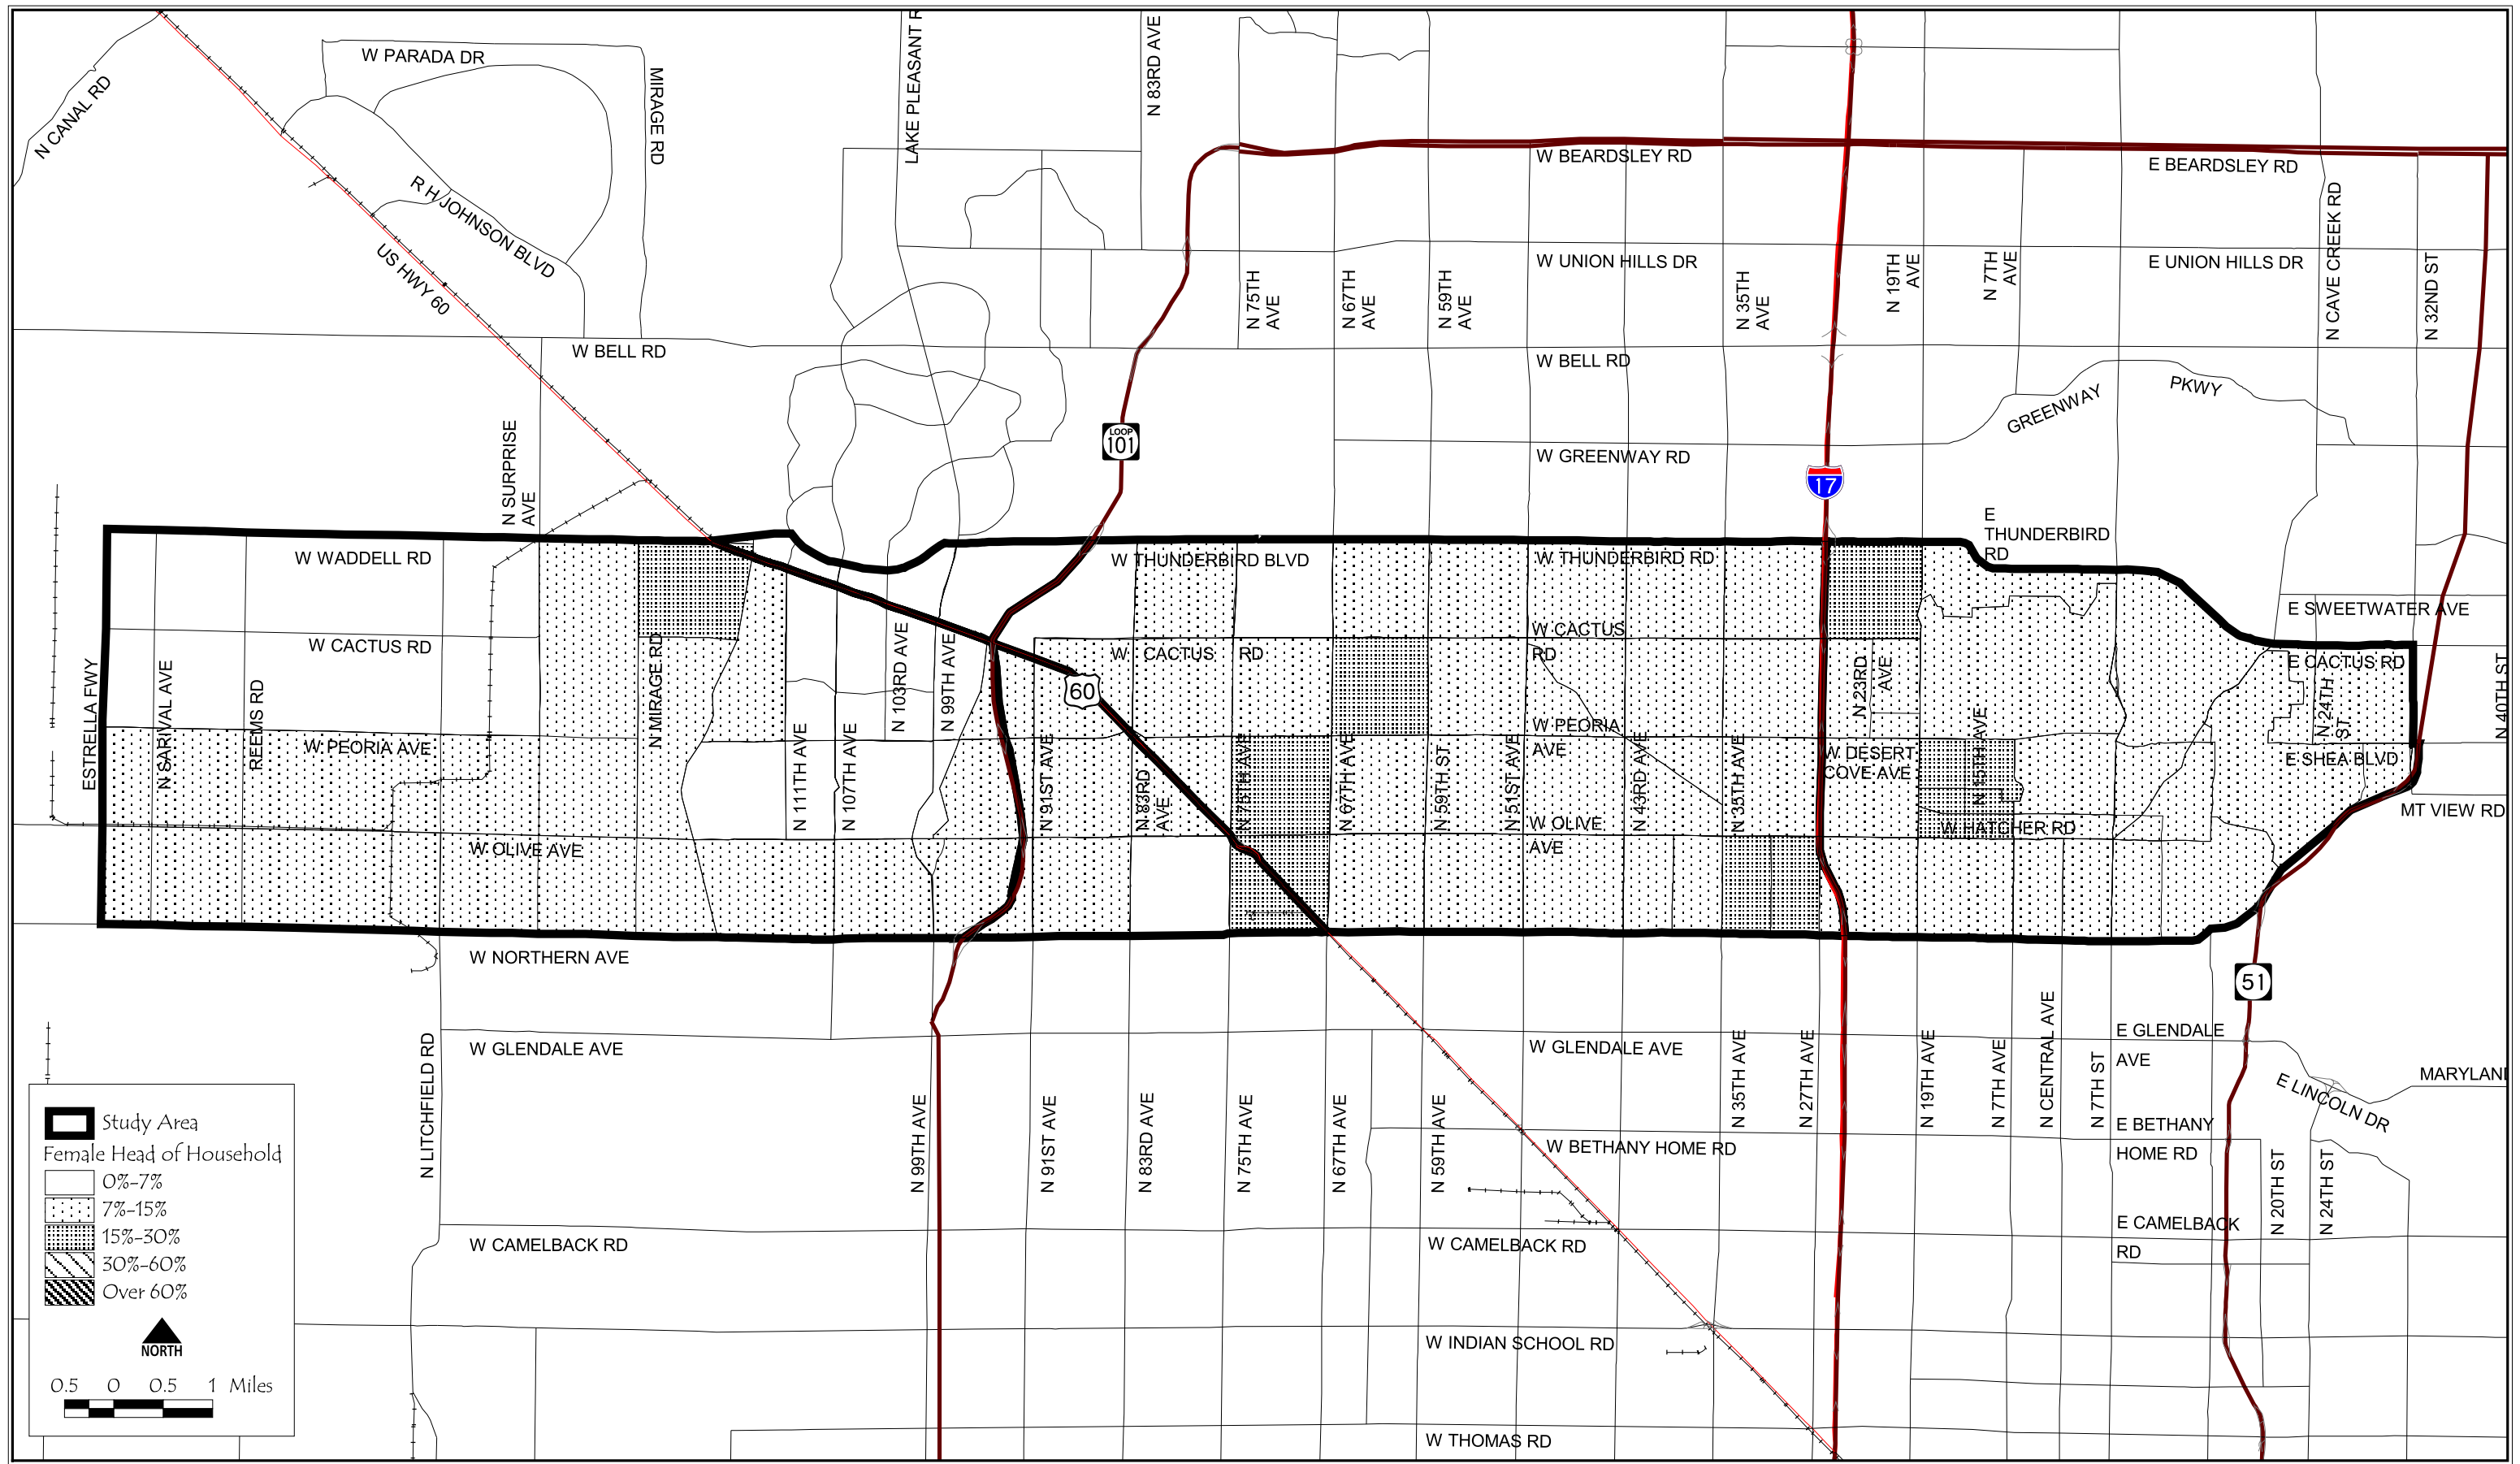 W PARADA DR
N CANAL RD
MIRAGE RD
LAKE PLEASANT R
N 83RD AVE
R H JOHNSON BLVD
US HWY 60
W BEARDSLEY RD
E BEARDSLEY RD
W UNION HILLS DR
E UNION HILLS DR
N 75TH
AVE
N 67TH
AVE
N 59TH
AVE
N 35TH
AVE
N 19TH
AVE
N 7TH
AVE
N CAVE CREEK RD
N 32ND ST
W BELL RD
W BELL RD
GREENWAY
PKWY
LOOP
101
W GREENWAY RD
17
N SURPRISE
AVE
E
THUNDERBIRD
RD
W WADDELL RD
W THUNDERBIRD BLVD
W THUNDERBIRD RD
E SWEETWATER AVE
W CACTUS RD
W CACTUS RD
W CACTUS
RD
E CACTUS RD
ESTRELLA FWY
N SARIVAL AVE
REEMS RD
N MIRAGE RD
N 103RD AVE
N 99TH AVE
60
N 23RD
AVE
N 24TH
ST
N 40TH ST
W PEORIA AVE
W PEORIA
AVE
N 111TH AVE
N 107TH AVE
N 91ST AVE
N 83RD
AVE
N 75TH AVE
N 67TH AVE
N 59TH ST
N 51ST AVE
N 43RD AVE
N 35TH AVE
W DESERT
COVE AVE
N 15TH AVE
E SHEA BLVD
MT VIEW RD
W OLIVE AVE
W OLIVE
AVE
W HATCHER RD
W NORTHERN AVE
51
W GLENDALE AVE
W GLENDALE AVE
E GLENDALE
AVE
N LITCHFIELD RD
N 99TH AVE
N 91ST AVE
N 83RD AVE
N 75TH AVE
N 67TH AVE
N 59TH AVE
N 35TH AVE
N 27TH AVE
N 19TH AVE
N 7TH AVE
N CENTRAL AVE
N 7TH ST
E LINCOLN DR
MARYLAN
W BETHANY HOME RD
E BETHANY
HOME RD
N 20TH ST
N 24TH ST
W CAMELBACK RD
W CAMELBACK RD
E CAMELBACK
RD
W INDIAN SCHOOL RD
W THOMAS RD
Study Area
Female Head of Household
0%-7%
7%-15%
15%-30%
30%-60%
Over 60%
NORTH
0.5 0 0.5 1 Miles